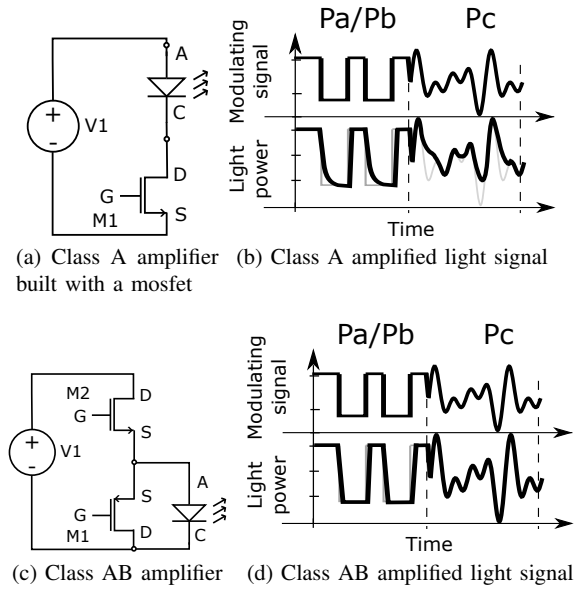 A
C
V1
D
G
M1
S
(a) Class A amplifier
built with a mosfet
Pa/Pb Pc
Modulating
signal
Light
power
Time
(b) Class A amplified light signal
M2
D
G
S
V1
S
A
G
M1
D
C
(c) Class AB amplifier
Pa/Pb Pc
Modulating
signal
Light
power
Time
(d) Class AB amplified light signal